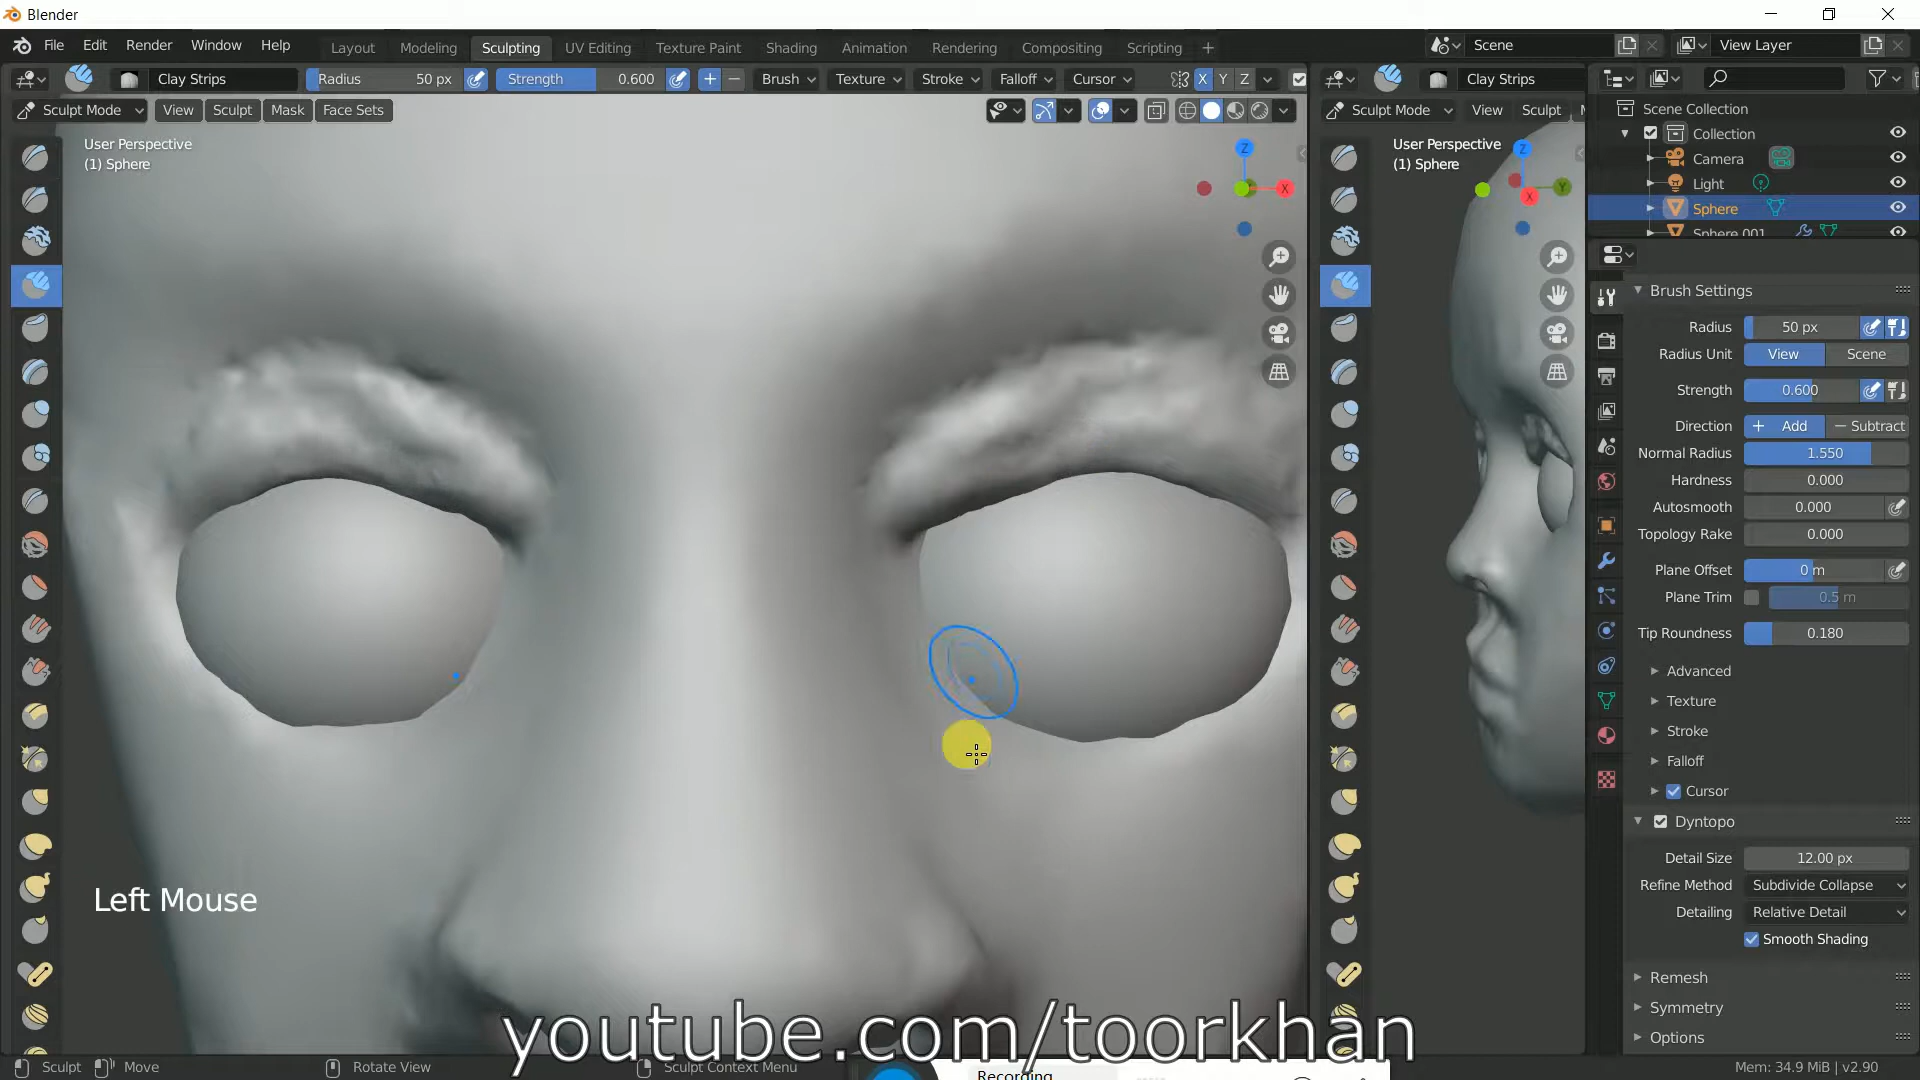 Blender
File Edit Render Window Help Layout Modeling Sculpting UV Editing Texture Paint Shading Animation Rendering Compositing Scripting + Scene View Layer
Clay Strips Radius 50 px Strength 0.600 + − Brush Texture Stroke Falloff Cursor X Y Z Clay Strips
Sculpt Mode View Sculpt Mask Face Sets Sculpt Mode View Sculpt
User Perspective
(1) Sphere
Z
X
User Perspective
(1) Sphere
Z
Y
X
Scene Collection
Collection
Camera
Light
Sphere
Sphere.001
Brush Settings
Radius 50 px
Radius Unit View Scene
Strength 0.600
Direction + Add − Subtract
Normal Radius 1.550
Hardness 0.000
Autosmooth 0.000
Topology Rake 0.000
Plane Offset 0 m
Plane Trim 0.5 m
Tip Roundness 0.180
Advanced
Texture
Stroke
Falloff
Cursor
Dyntopo
Detail Size 12.00 px
Refine Method Subdivide Collapse
Detailing Relative Detail
Smooth Shading
Remesh
Symmetry
Options
Left Mouse
youtube.com/toorkhan
Sculpt Move Rotate View Sculpt Context Menu Mem: 34.9 MiB | v2.90
Recording